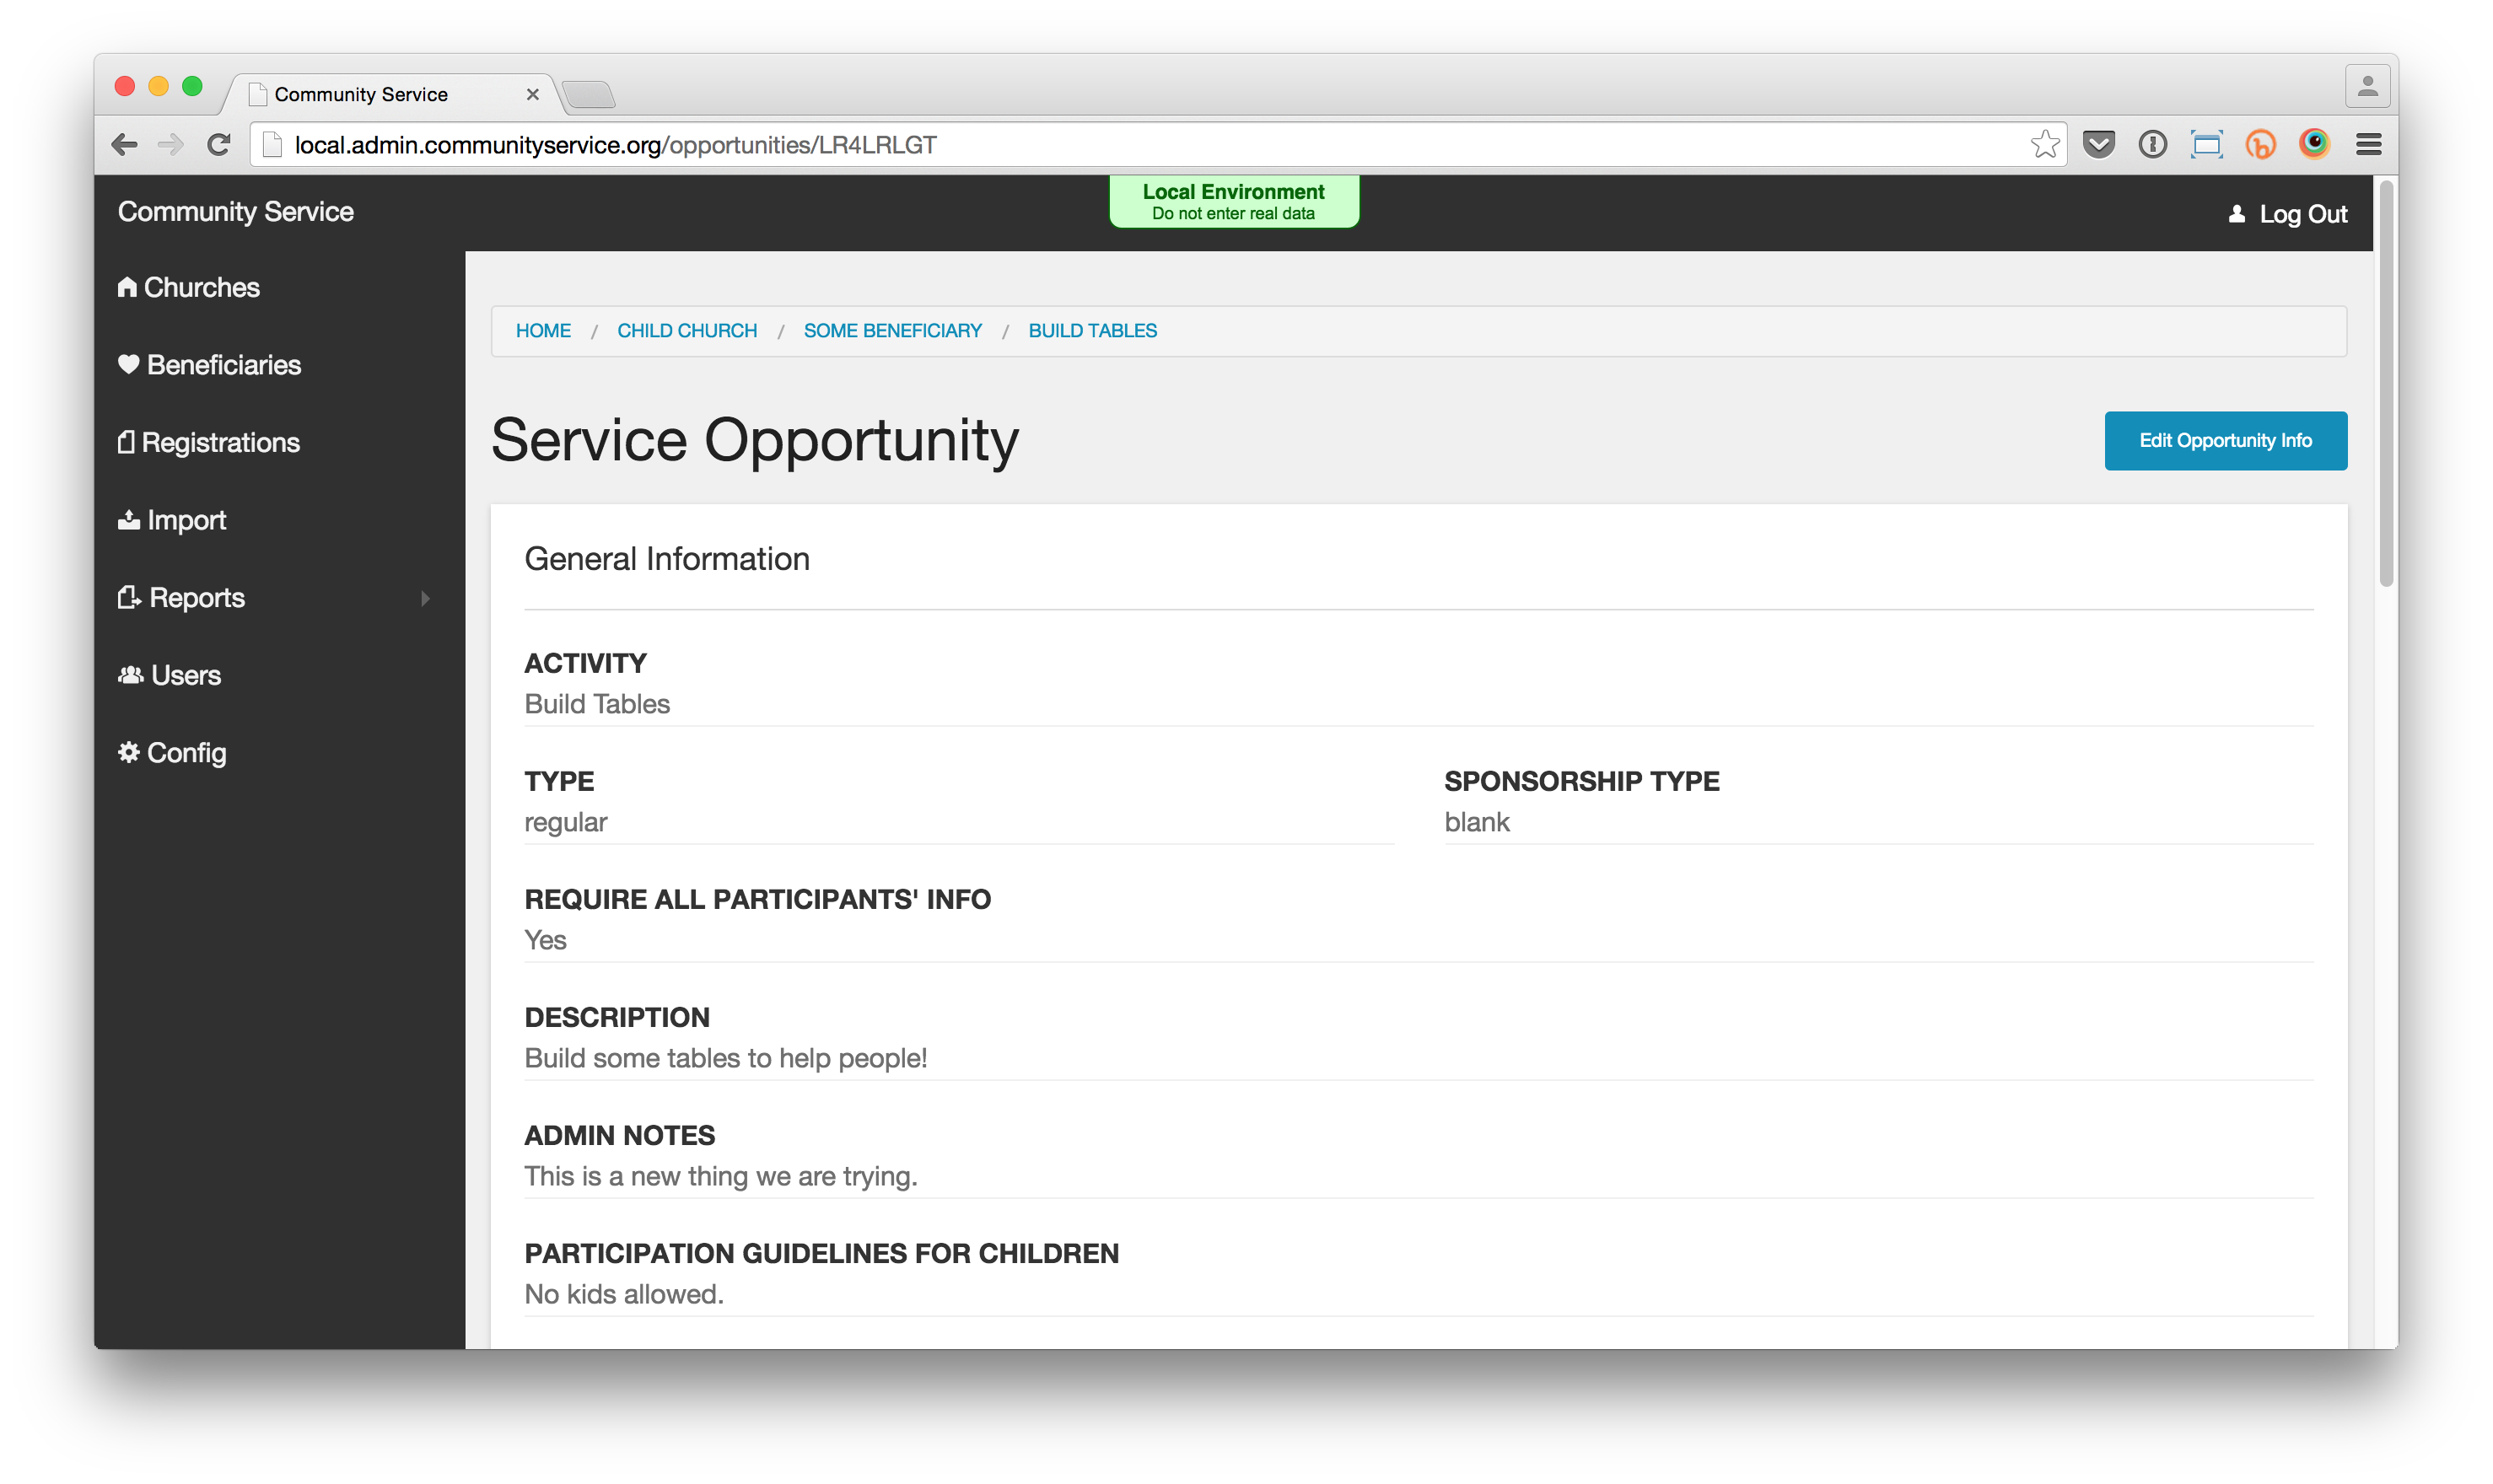 Community Service
local.admin.communityservice.org/opportunities/LR4LRLGT
Community Service
Local Environment
Do not enter real data
Log Out
Churches
Beneficiaries
Registrations
Import
Reports
Users
Config
HOME / CHILD CHURCH / SOME BENEFICIARY / BUILD TABLES
Service Opportunity
Edit Opportunity Info
General Information
ACTIVITY
Build Tables
TYPE
regular
SPONSORSHIP TYPE
blank
REQUIRE ALL PARTICIPANTS' INFO
Yes
DESCRIPTION
Build some tables to help people!
ADMIN NOTES
This is a new thing we are trying.
PARTICIPATION GUIDELINES FOR CHILDREN
No kids allowed.